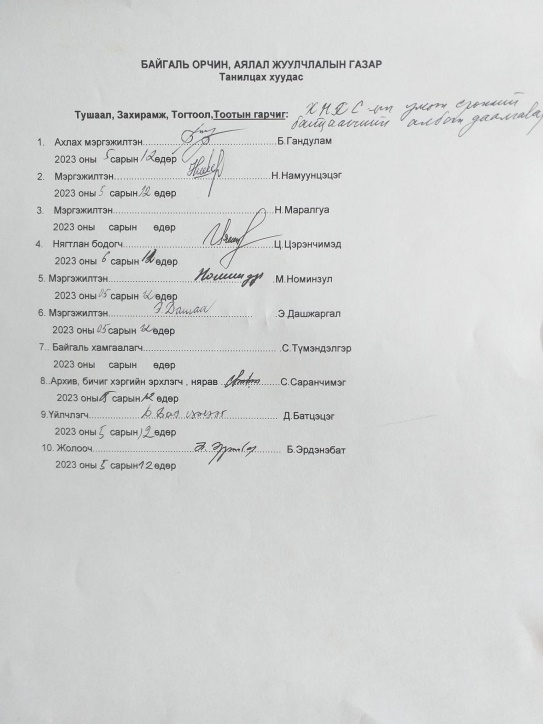 БАЙГАЛЬ ОРЧИН, АЯЛАЛ ЖУУЛЧЛАЛЫН ГАЗАР
Танилцах хуудас
Тушаал, Захирамж, Тогтоол,Тоотын гарчиг: ХНХС-ын
албан даалгавар
1. Ахлах мэргэжилтэн..............................Б.Гандулам
2023 оны 5 сарын 12 өдөр
2. Мэргэжилтэн..............................Н.Намуунцэцэг
2023 оны 5 сарын 12 өдөр
3. Мэргэжилтэн..............................Н.Маралгуа
2023 оны сарын өдөр
4. Нягтлан бодогч..............................Ц.Цэрэнчимэд
2023 оны 6 сарын 12 өдөр
5. Мэргэжилтэн..............................М.Номинзул
2023 оны 05 сарын 12 өдөр
6. Мэргэжилтэн.............................. Э.Дашжаргал
2023 оны 05 сарын 12 өдөр
7.. Байгаль хамгаалагч..............................С.Түмэндэлгэр
2023 оны сарын өдөр
8..Архив, бичиг хэргийн эрхлэгч , нярав ..............С.Саранчимэг
2023 оны 5 сарын 12 өдөр
9.Үйлчлэгч.............................. Д.Батцэцэг
2023 оны 5 сарын 12 өдөр
10. Жолооч.............................. Б.Эрдэнэбат
2023 оны 5 сарын 12 өдөр